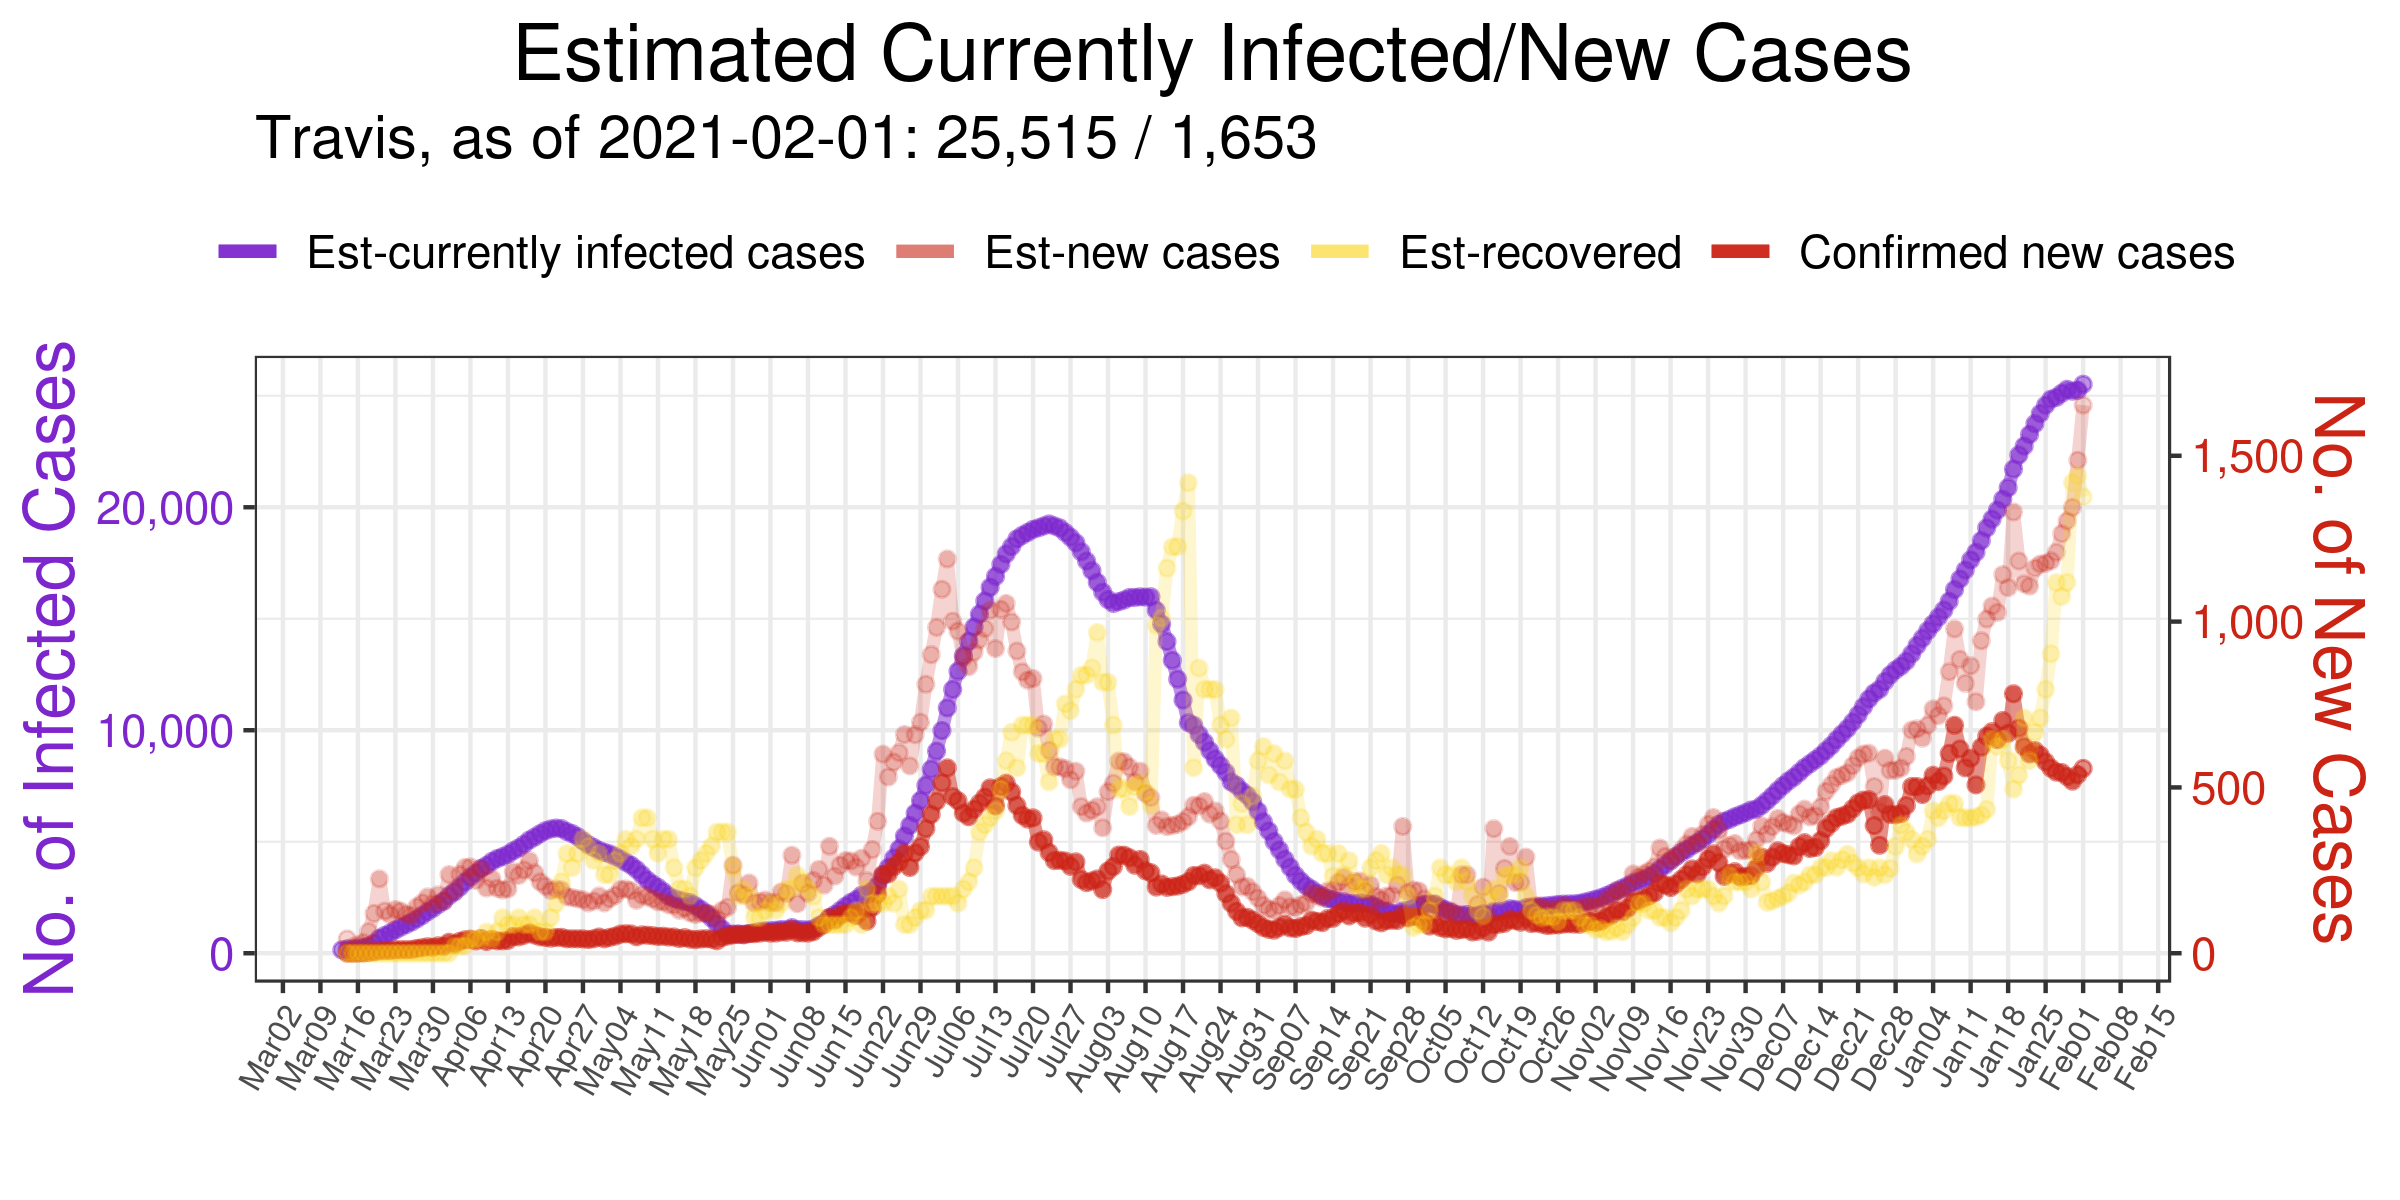 Estimated Currently Infected/New Cases
Travis, as of 2021-02-01: 25,515 / 1,653
Est-currently infected cases Est-new cases Est-recovered Confirmed new cases
No. of Infected Cases
20,000
10,000
0
No. of New Cases
1,500
1,000
500
0
Mar02 Mar09 Mar16 Mar23 Mar30 Apr06 Apr13 Apr20 Apr27 May04 May11 May18 May25 Jun01 Jun08 Jun15 Jun22 Jun29 Jul06 Jul13 Jul20 Jul27 Aug03 Aug10 Aug17 Aug24 Aug31 Sep07 Sep14 Sep21 Sep28 Oct05 Oct12 Oct19 Oct26 Nov02 Nov09 Nov16 Nov23 Nov30 Dec07 Dec14 Dec21 Dec28 Jan04 Jan11 Jan18 Jan25 Feb01 Feb08 Feb15